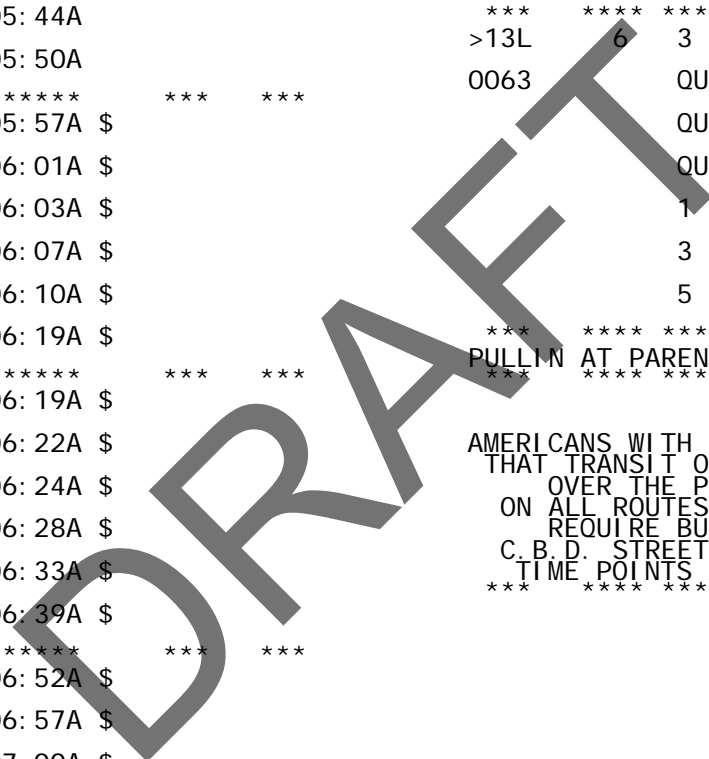 5:44A
5:50A
***** *** ***
5:57A $
6:01A $
6:03A $
6:07A $
6:10A $
6:19A $
***** *** ***
6:19A $
6:22A $
6:24A $
6:28A $
6:33A $
6:39A $
***** *** ***
6:52A $
6:57A $
*** **** ***
>13L 6 3
0063 QU
QU
QU
1
3
5
*** **** ***
PULLIN AT PAREN
*** **** ***
AMERICANS WITH
THAT TRANSIT O
OVER THE P
ON ALL ROUTES
REQUIRE BU
C.B.D. STREET
TIME POINTS
*** **** ***
DRAFT